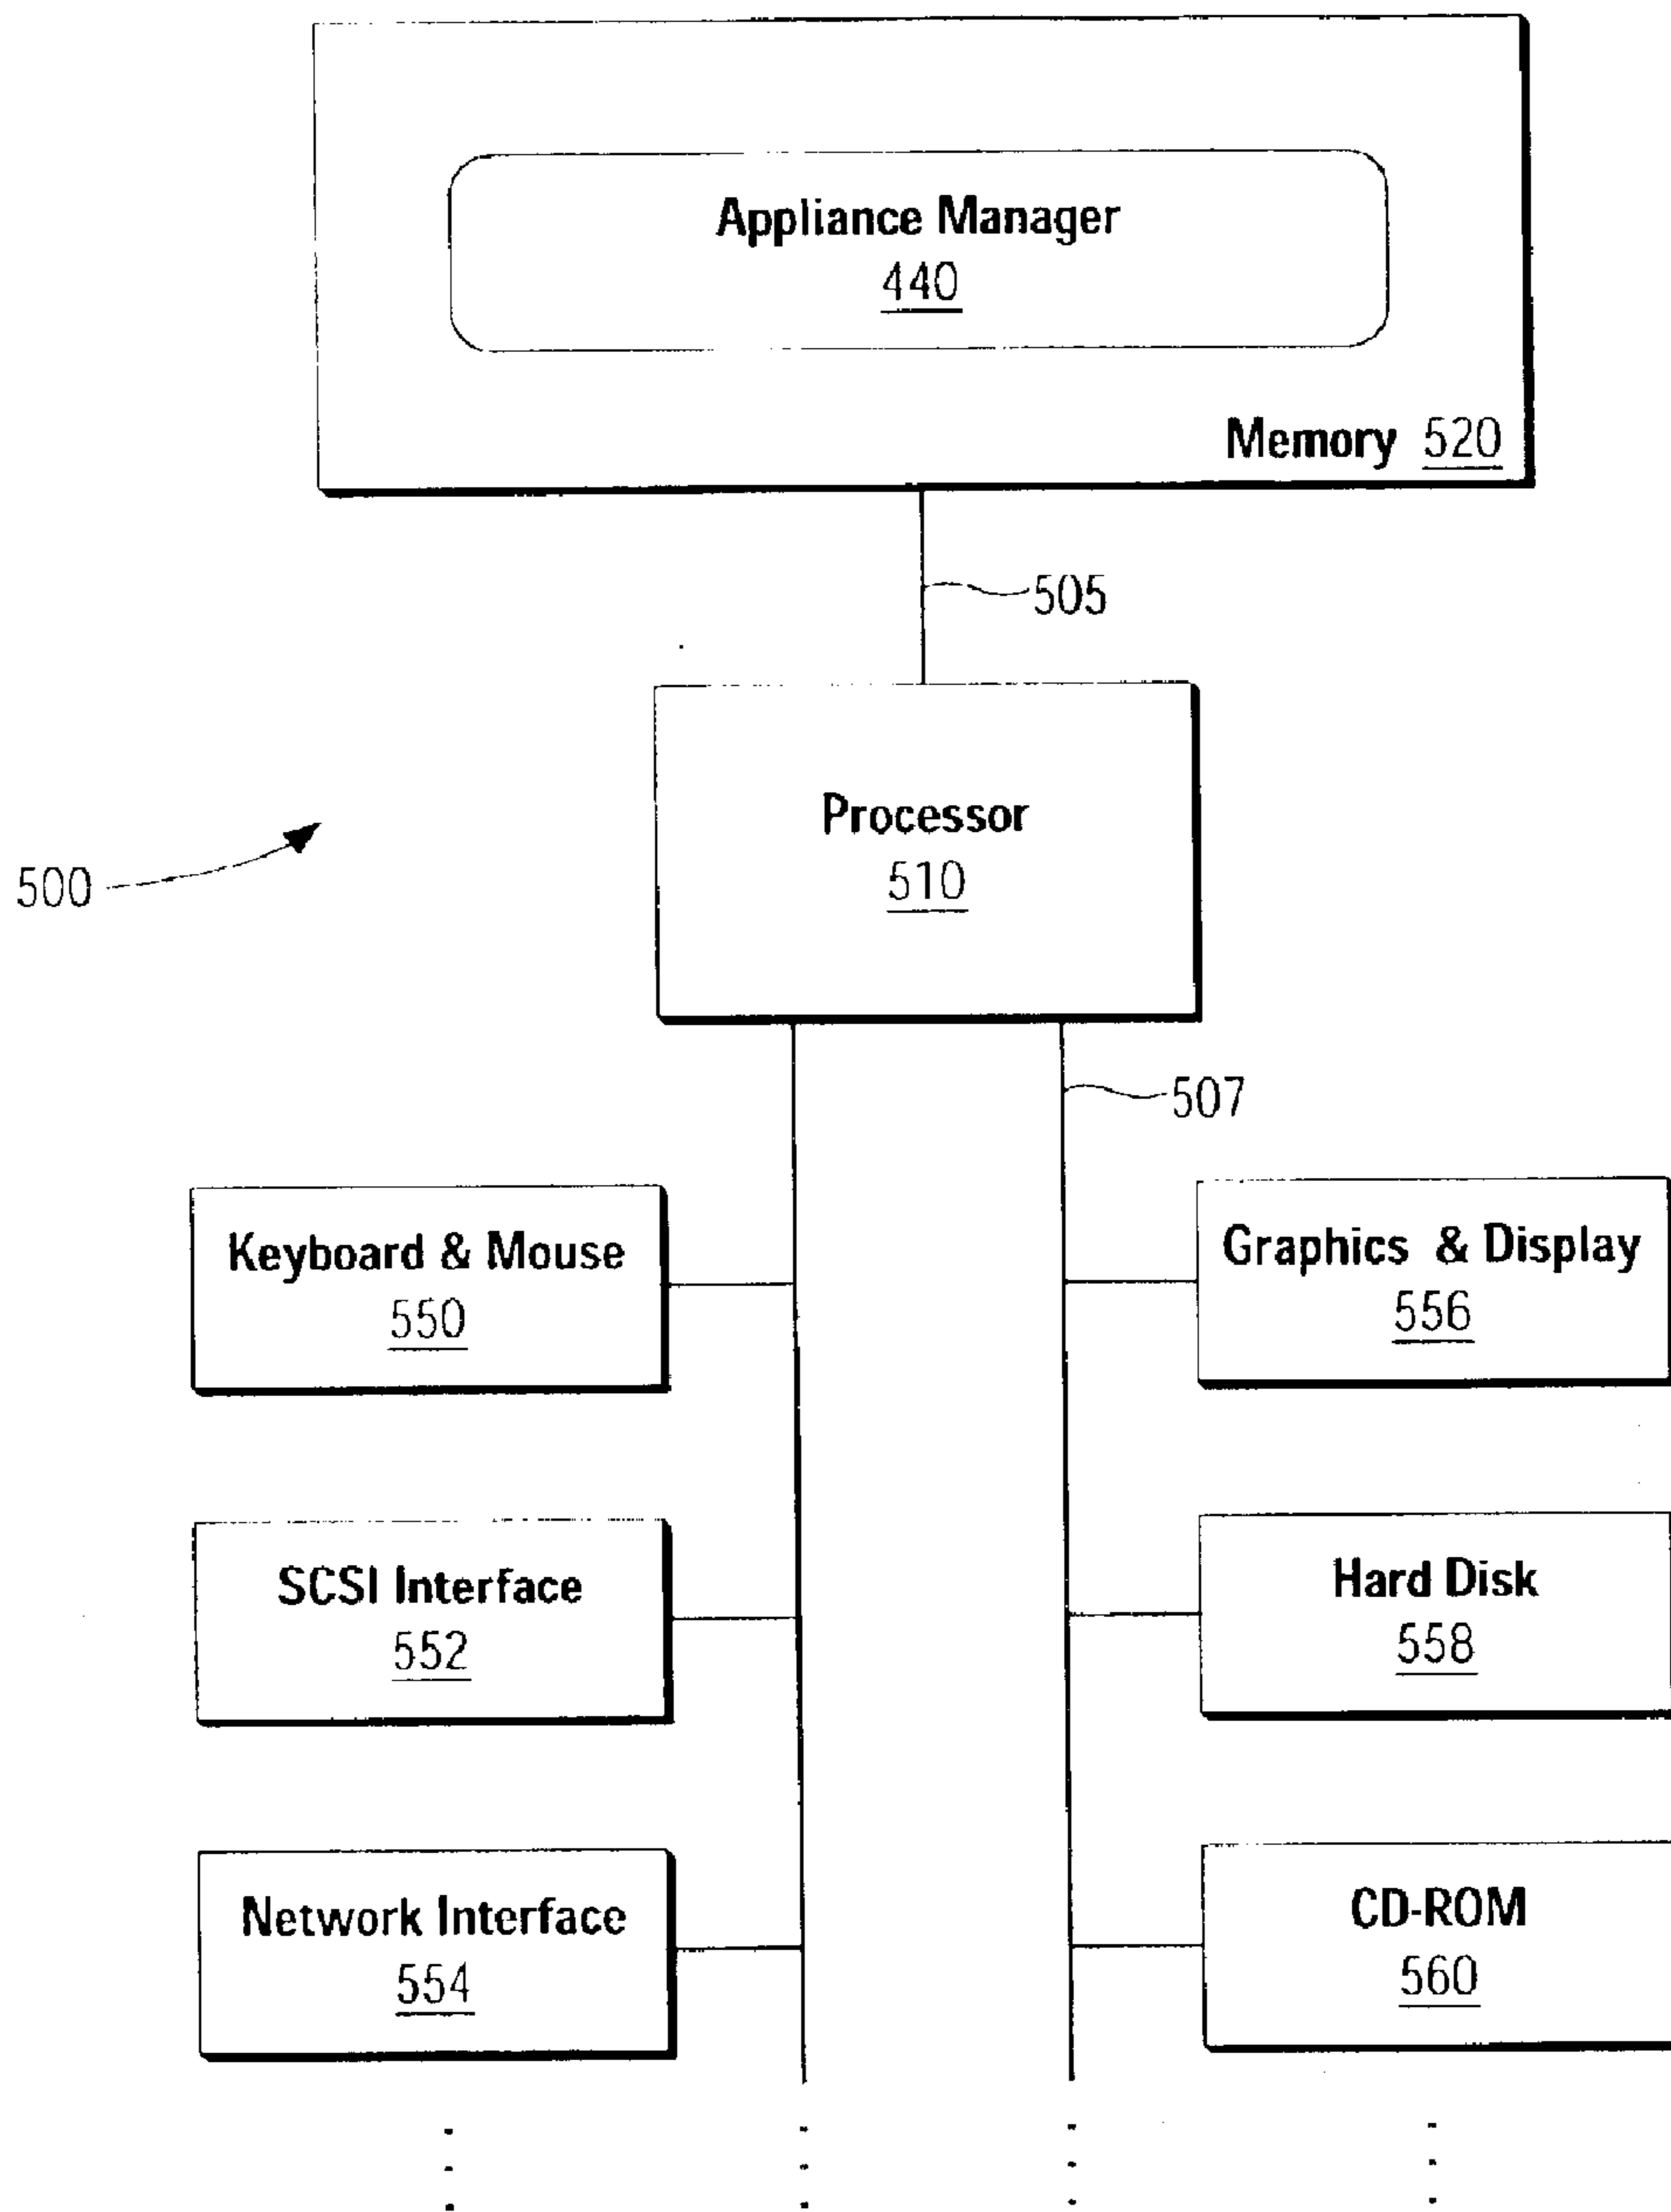 Appliance Manager
440
Memory 520
505
Processor
510
500
507
Keyboard & Mouse
550
Graphics & Display
556
SCSI Interface
552
Hard Disk
558
Network Interface
554
CD-ROM
560